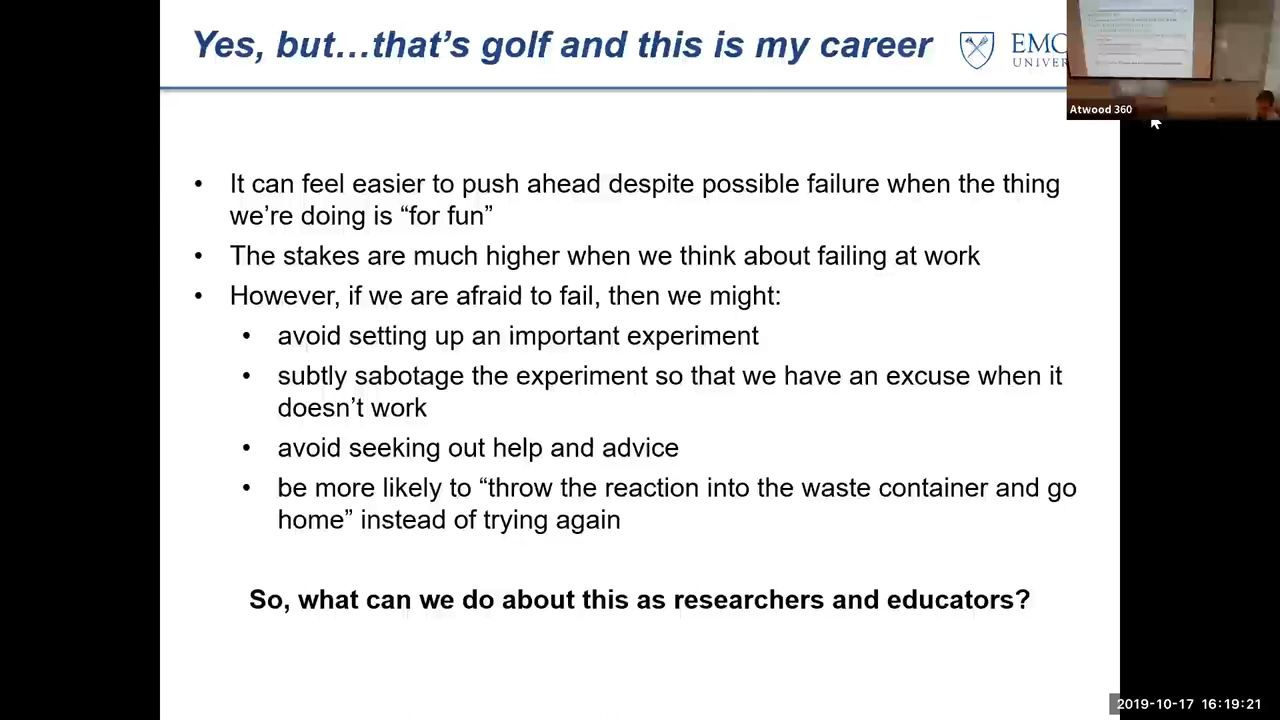 Yes, but…that’s golf and this is my career
EMO
UNIVER
Atwood 360
• It can feel easier to push ahead despite possible failure when the thing
we’re doing is “for fun”
• The stakes are much higher when we think about failing at work
• However, if we are afraid to fail, then we might:
• avoid setting up an important experiment
• subtly sabotage the experiment so that we have an excuse when it
doesn’t work
• avoid seeking out help and advice
• be more likely to “throw the reaction into the waste container and go
home” instead of trying again
So, what can we do about this as researchers and educators?
2019-10-17 16:19:21